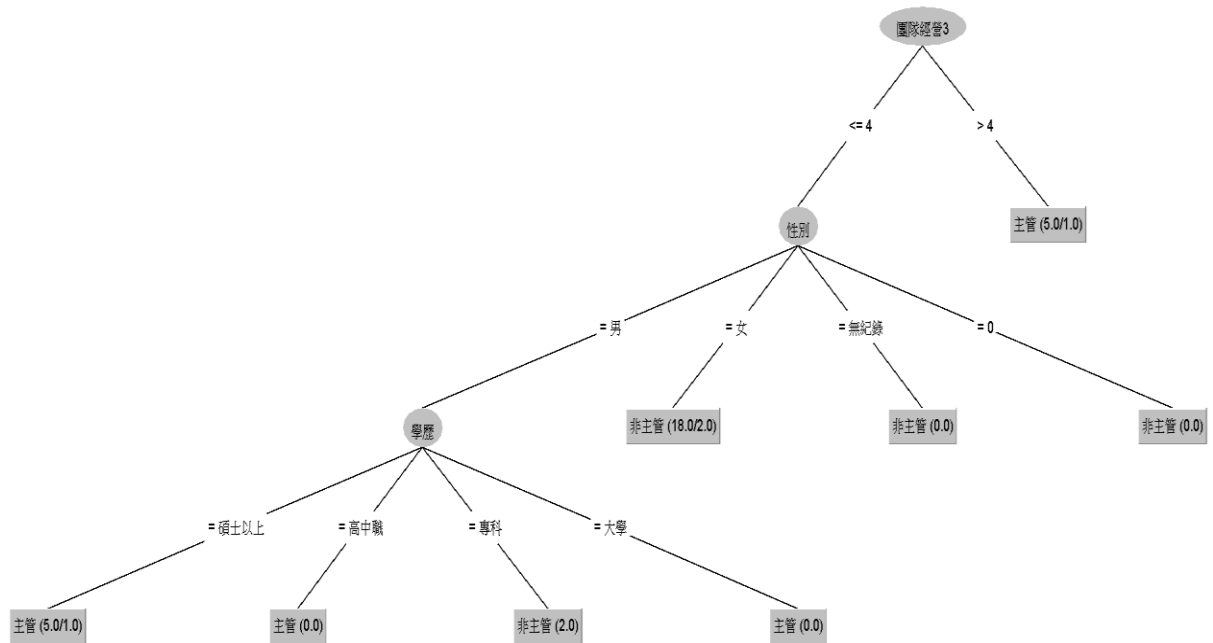 團隊經營3
<= 4
> 4
性別
主管 (5.0/1.0)
= 男
= 女
= 無紀錄
= 0
學歷
非主管 (18.0/2.0)
非主管 (0.0)
非主管 (0.0)
= 碩士以上
= 高中職
= 專科
= 大學
主管 (5.0/1.0)
主管 (0.0)
非主管 (2.0)
主管 (0.0)